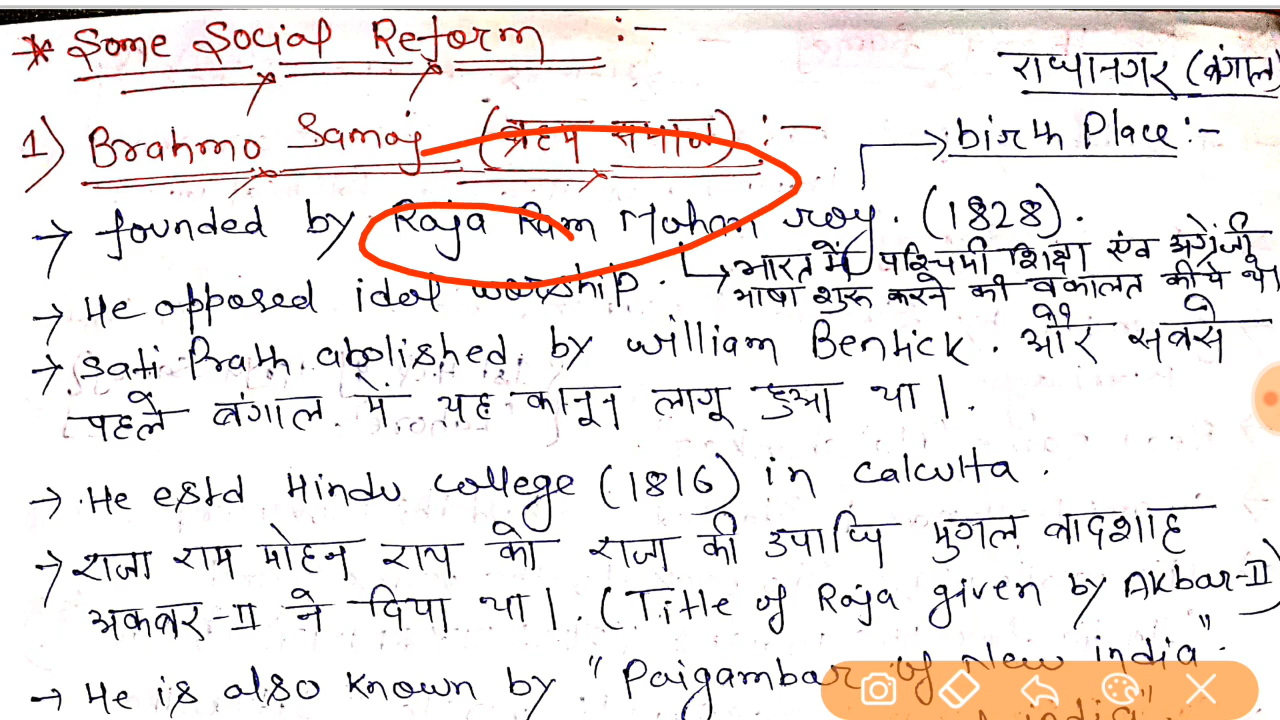 * Some Social Reform :-
राधानगर (बंगाल)
1) Brahmo Samaj (ब्रह्म समाज) :-
→ birth Place :-
→ founded by Raja Ram Mohan roy. (1828).
→ भारत में पश्चिमी शिक्षा एंव अग्रेंजी
भाषा शुरू करने की वकालत कीये थे।
→ He opposed idol worship.
→ Sati Prath abolished by william Bentick. और सबसे
पहले बंगाल में यह कानून लागू हुआ था।
→ He estd Hindu college (1816) in calcutta.
→ राजा राम मोहन राय को राजा की उपाधि मुगल बादशाह
अकबर-II ने दिया था। (Title of Raja given by AKbar-II)
→ He is also known by "Paigambar of New india"
india"